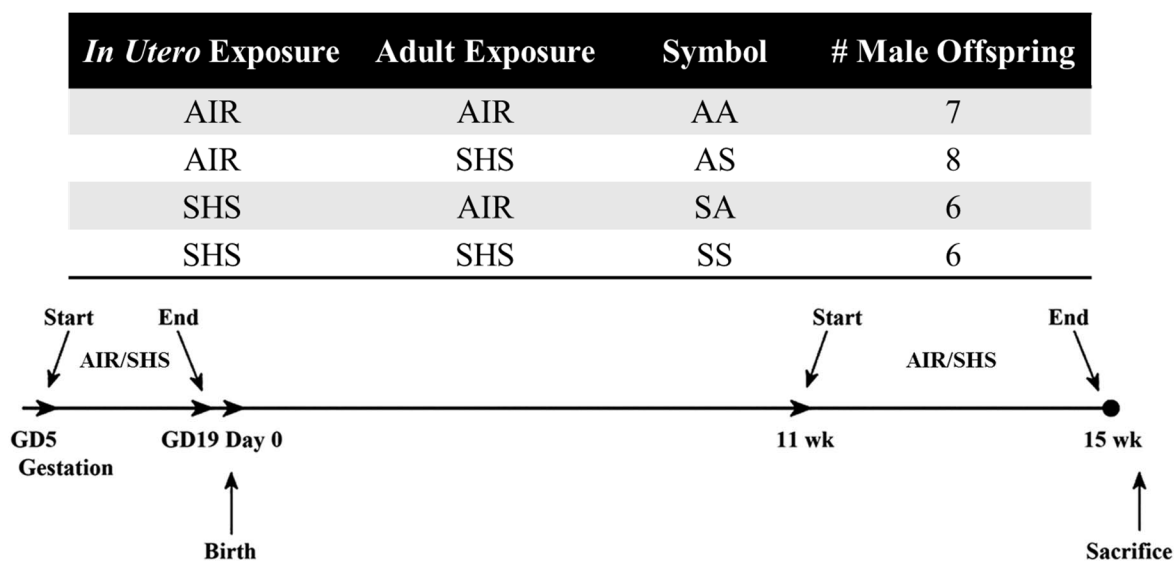 In Utero Exposure Adult Exposure Symbol # Male Offspring
AIR AIR AA 7
AIR SHS AS 8
SHS AIR SA 6
SHS SHS SS 6
Start End Start End
AIR/SHS AIR/SHS
GD5 GD19 Day 0 11 wk 15 wk
Gestation
Birth Sacrifice